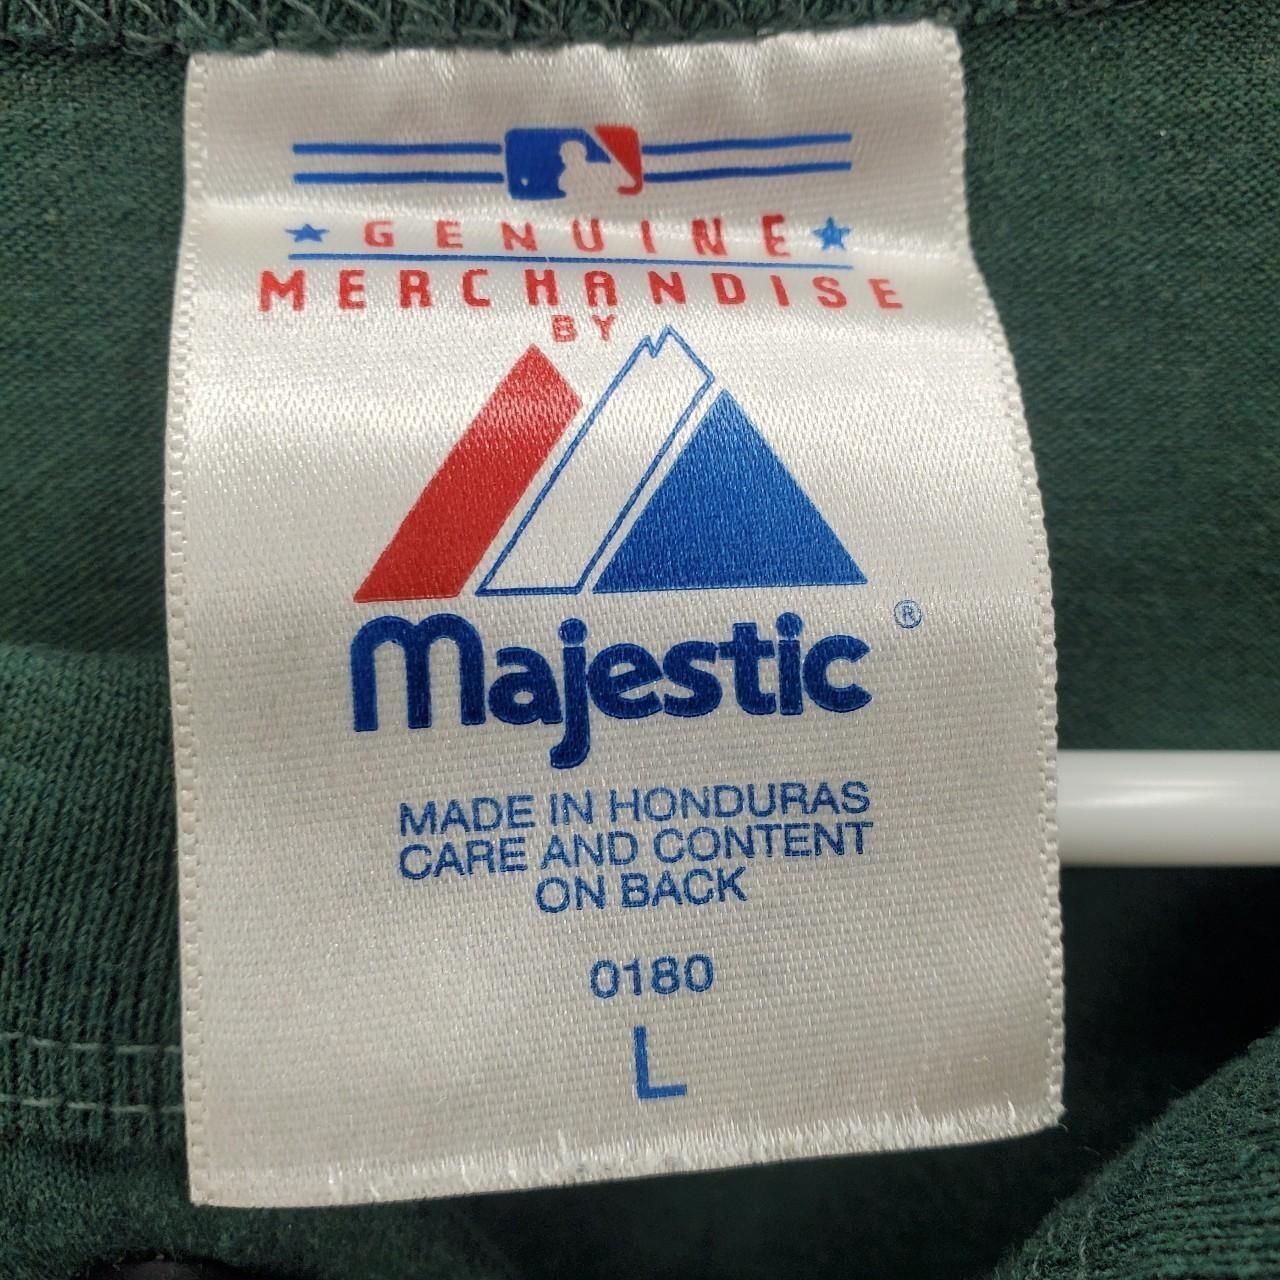 GENUINE
MERCHANDISE
BY
Majestic ®
MADE IN HONDURAS
CARE AND CONTENT
ON BACK
0180
L